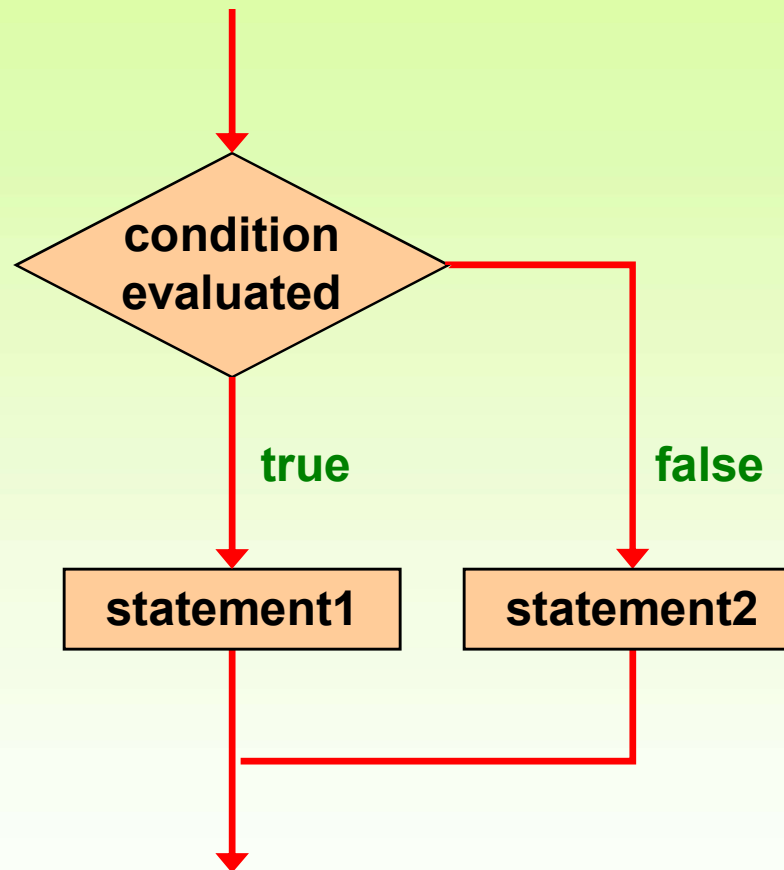 condition
evaluated
true
false
statement1
statement2